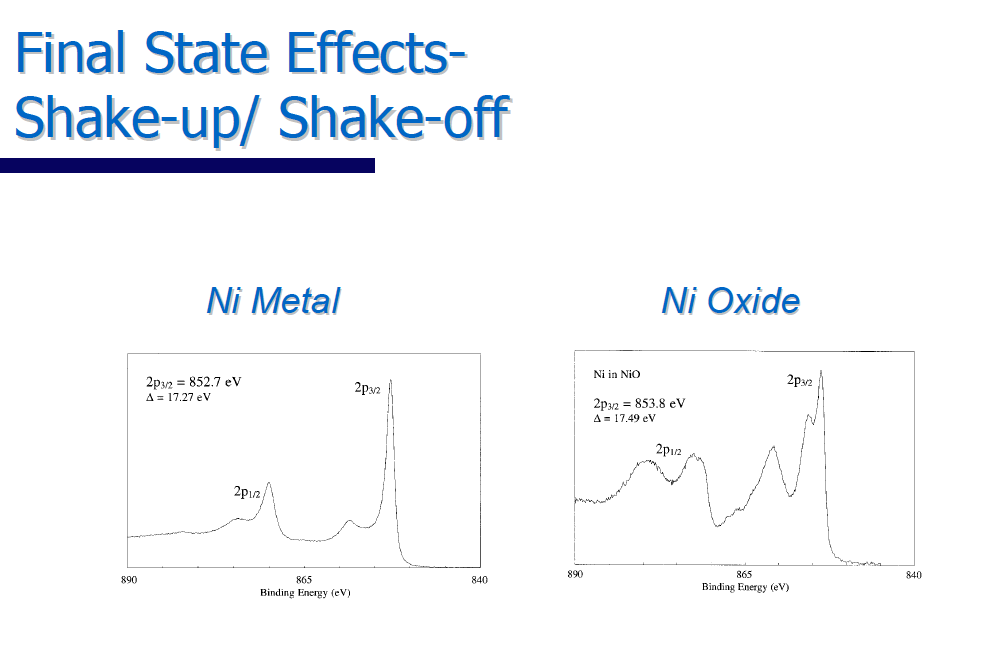 Final State Effects-
Shake-up/ Shake-off
Ni Metal
2p3/2 = 852.7 eV
Δ = 17.27 eV
2p3/2
2p1/2
890
865
840
Binding Energy (eV)
Ni Oxide
Ni in NiO
2p3/2 = 853.8 eV
Δ = 17.49 eV
2p3/2
2p1/2
890
865
840
Binding Energy (eV)